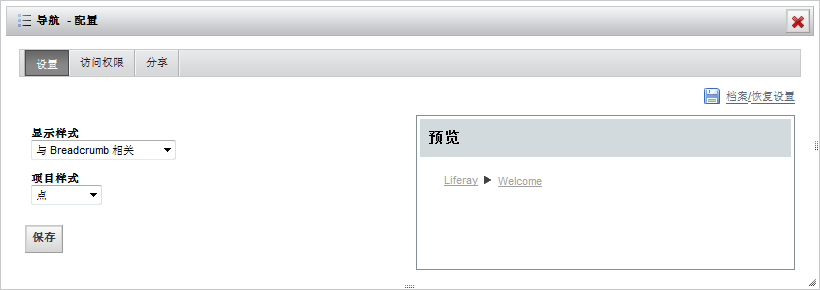 导航 - 配置
设置 访问权限 分享
档案/恢复设置
显示样式
与 Breadcrumb 相关
项目样式
点
保存
预览
Liferay Welcome